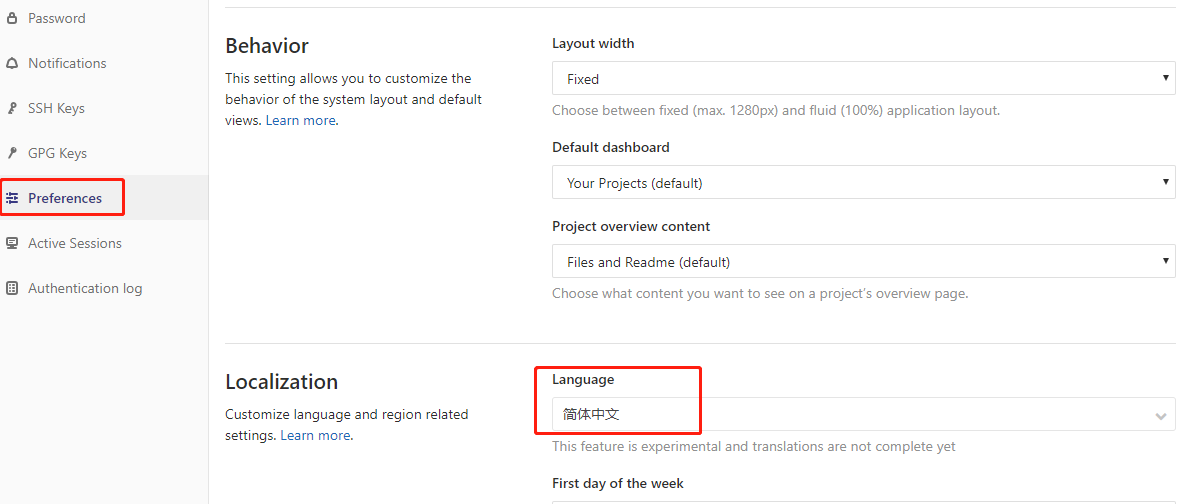 Password
Notifications
SSH Keys
GPG Keys
Preferences
Active Sessions
Authentication log
Behavior
This setting allows you to customize the
behavior of the system layout and default
views. Learn more.
Layout width
Fixed
Choose between fixed (max. 1280px) and fluid (100%) application layout.
Default dashboard
Your Projects (default)
Project overview content
Files and Readme (default)
Choose what content you want to see on a project’s overview page.
Localization
Customize language and region related
settings. Learn more.
Language
简体中文
This feature is experimental and translations are not complete yet
First day of the week